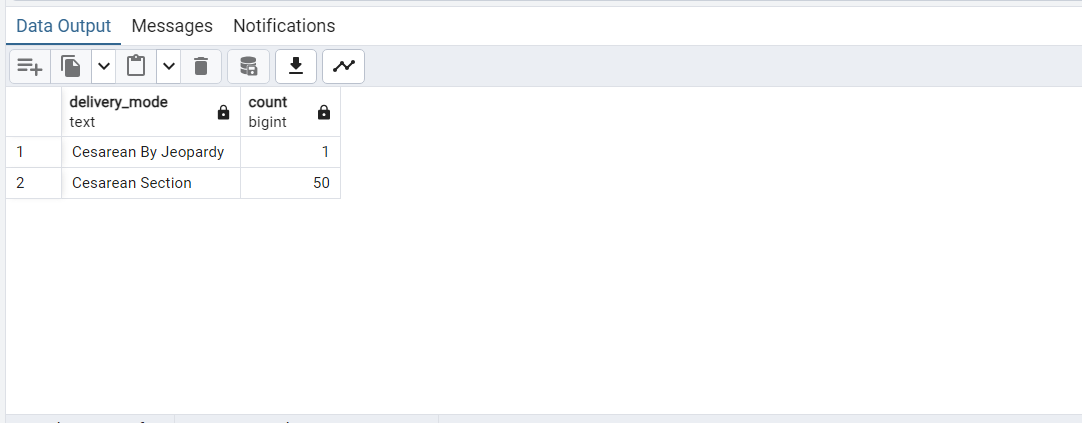 Data Output Messages Notifications
delivery_mode count
text bigint
1 Cesarean By Jeopardy 1
2 Cesarean Section 50